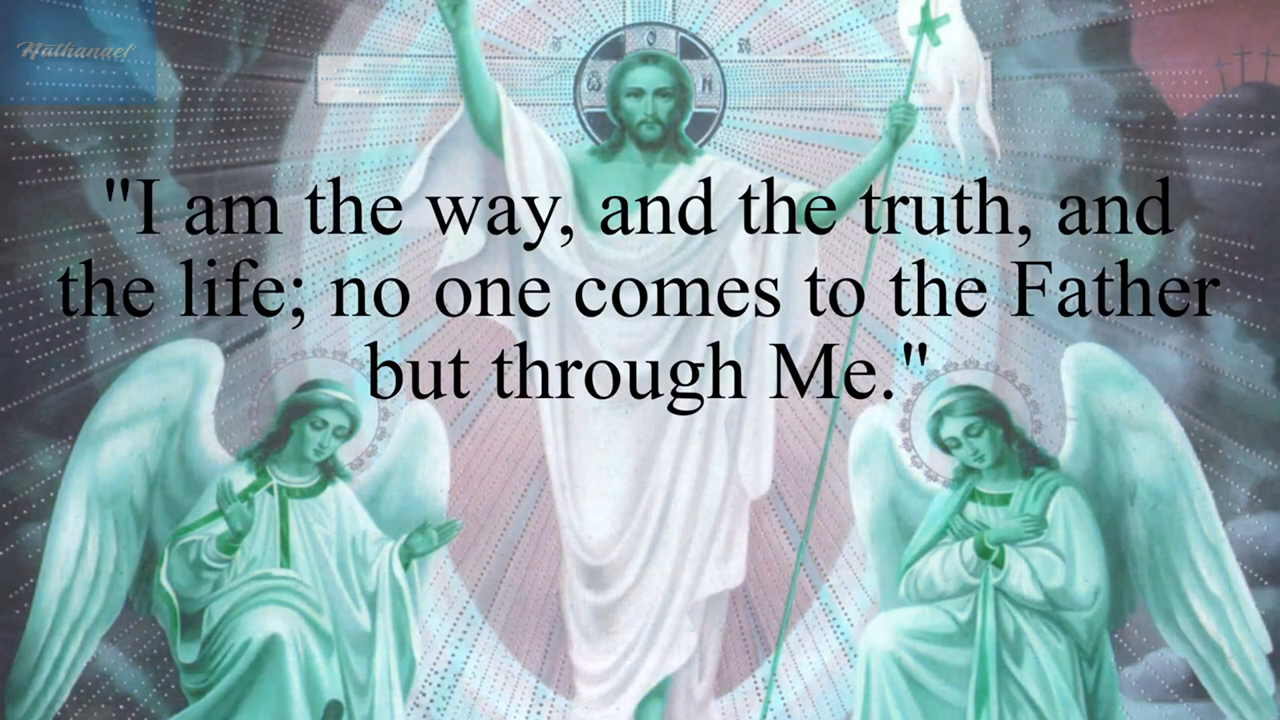 Nathanael
ὁ
ὤ Ν
"I am the way, and the truth, and
the life; no one comes to the Father
but through Me."